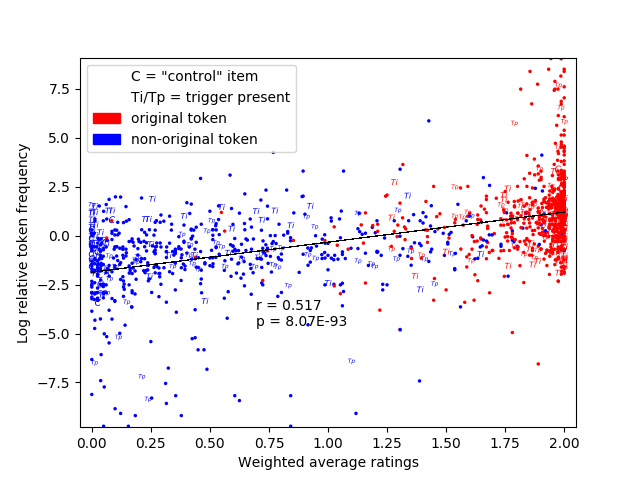 C = "control" item
Ti/Tp = trigger present
original token
non-original token
r = 0.517
p = 8.07E-93
Log relative token frequency
7.5
5.0
2.5
0.0
−2.5
−5.0
−7.5
0.00 0.25 0.50 0.75 1.00 1.25 1.50 1.75 2.00
Weighted average ratings